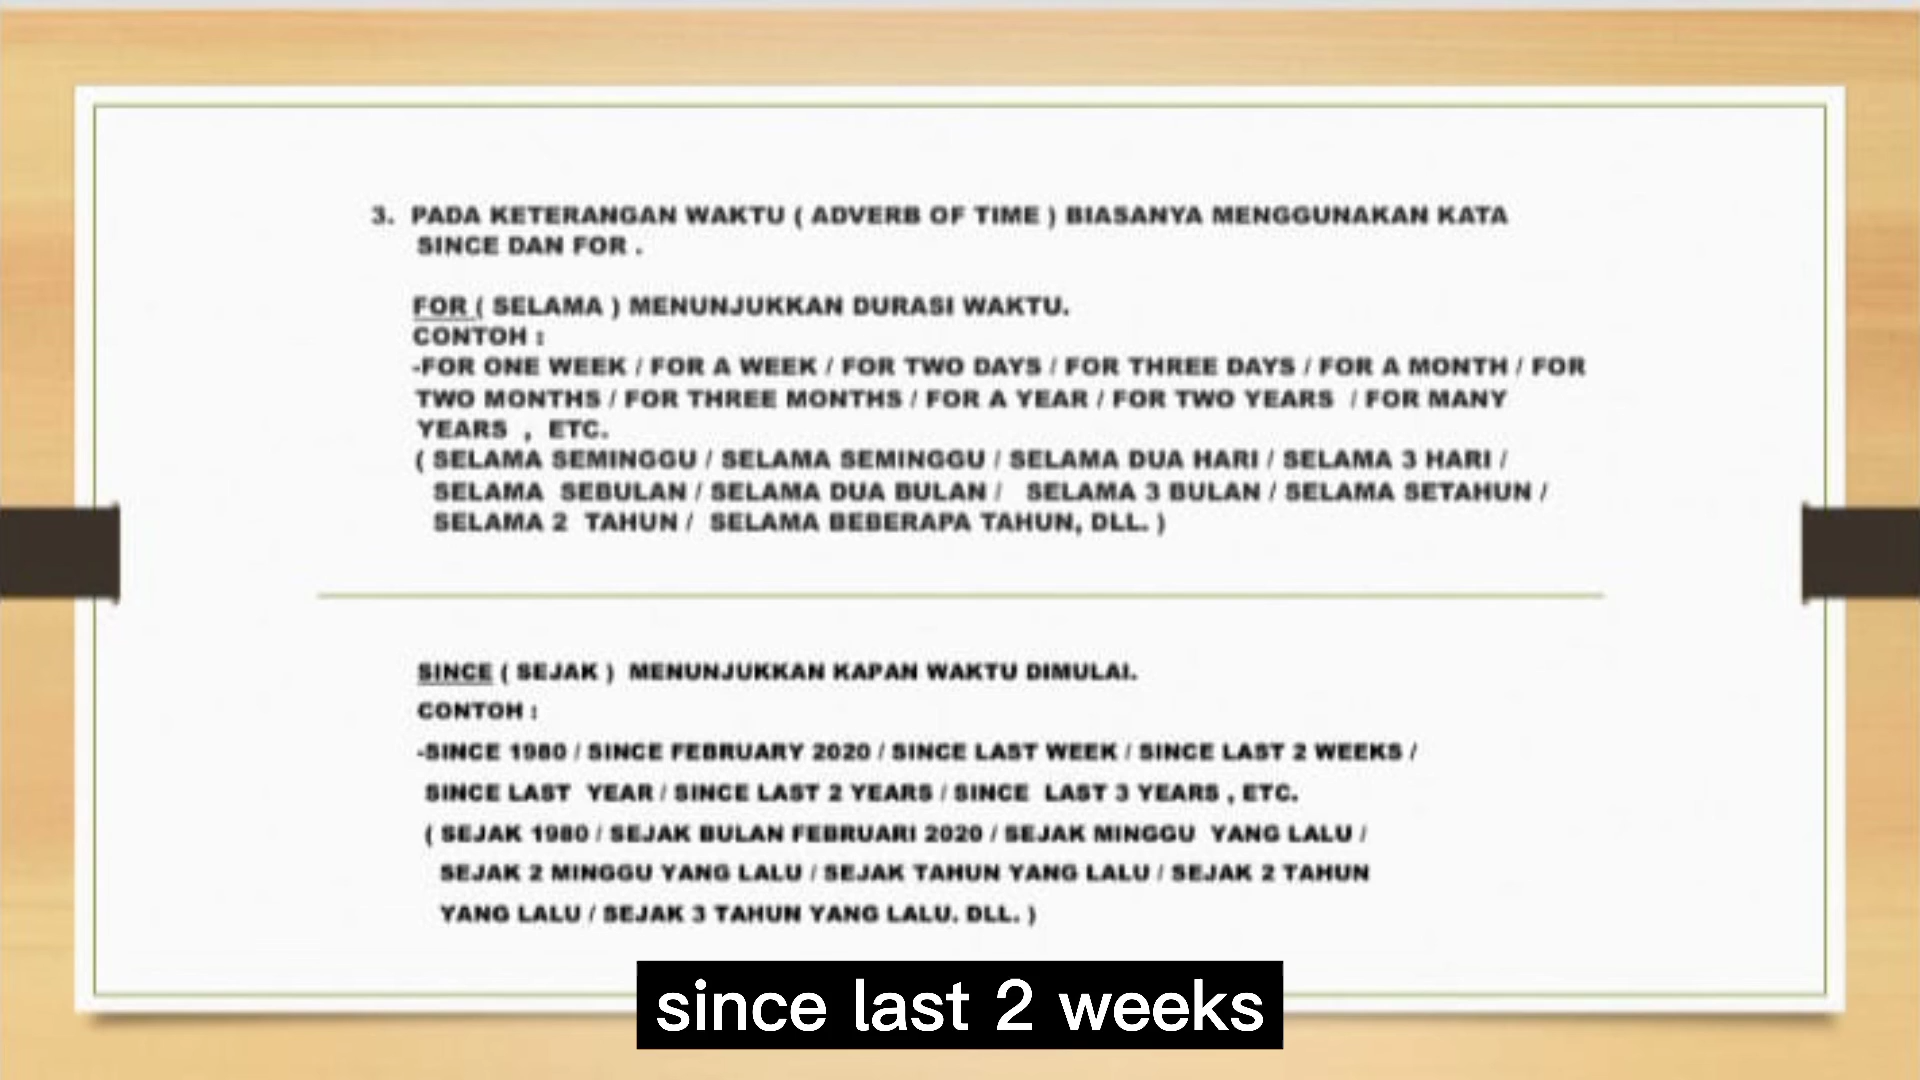 3. PADA KETERANGAN WAKTU ( ADVERB OF TIME ) BIASANYA MENGGUNAKAN KATA
SINCE DAN FOR .
FOR ( SELAMA ) MENUNJUKKAN DURASI WAKTU.
CONTOH :
-FOR ONE WEEK / FOR A WEEK / FOR TWO DAYS / FOR THREE DAYS / FOR A MONTH / FOR
TWO MONTHS / FOR THREE MONTHS / FOR A YEAR / FOR TWO YEARS / FOR MANY
YEARS , ETC.
( SELAMA SEMINGGU / SELAMA SEMINGGU / SELAMA DUA HARI / SELAMA 3 HARI /
SELAMA SEBULAN / SELAMA DUA BULAN / SELAMA 3 BULAN / SELAMA SETAHUN /
SELAMA 2 TAHUN / SELAMA BEBERAPA TAHUN, DLL. )
SINCE ( SEJAK ) MENUNJUKKAN KAPAN WAKTU DIMULAI.
CONTOH :
-SINCE 1980 / SINCE FEBRUARY 2020 / SINCE LAST WEEK / SINCE LAST 2 WEEKS /
SINCE LAST YEAR / SINCE LAST 2 YEARS / SINCE LAST 3 YEARS , ETC.
( SEJAK 1980 / SEJAK BULAN FEBRUARI 2020 / SEJAK MINGGU YANG LALU /
SEJAK 2 MINGGU YANG LALU / SEJAK TAHUN YANG LALU / SEJAK 2 TAHUN
YANG LALU / SEJAK 3 TAHUN YANG LALU. DLL. )
since last 2 weeks